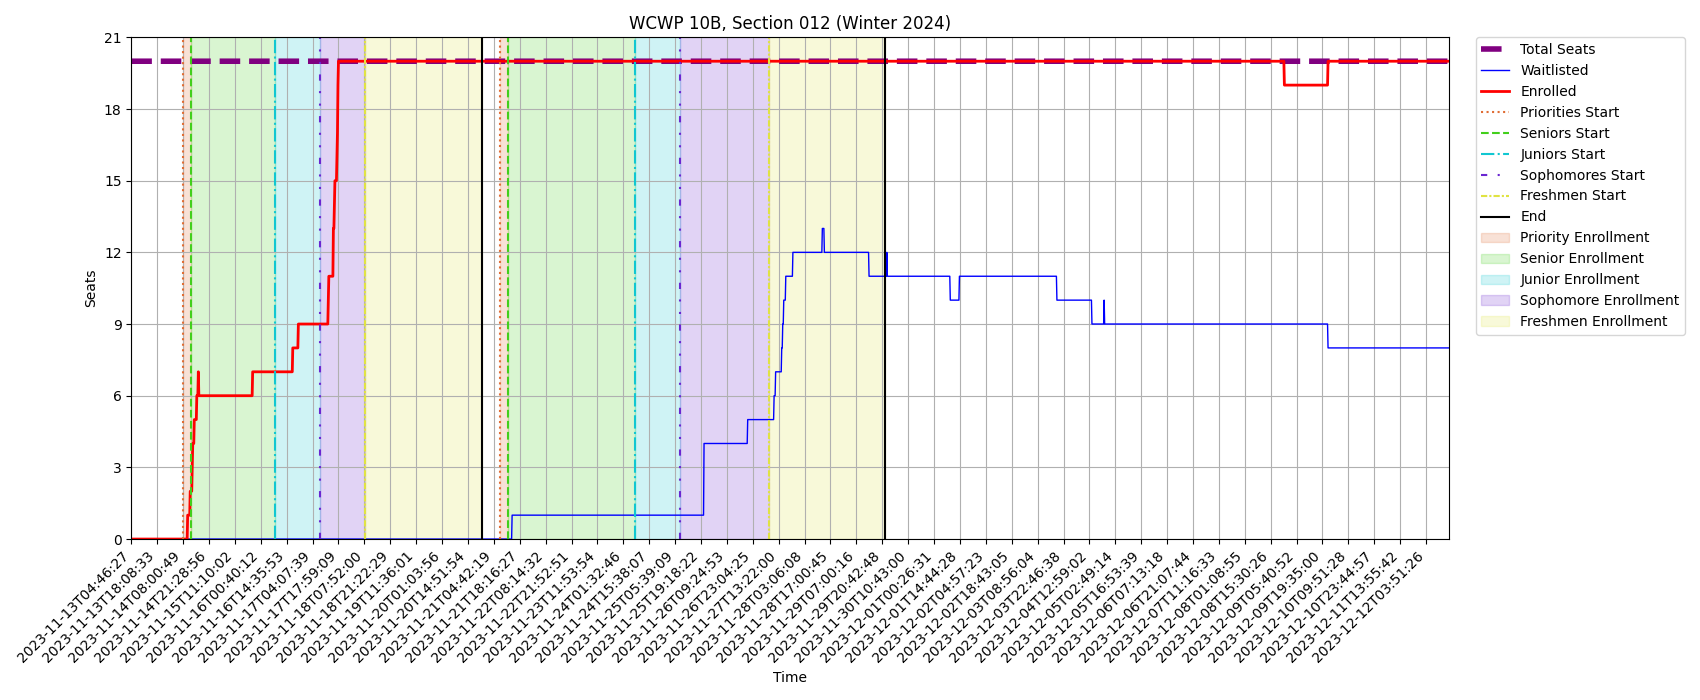 WCWP 10B, Section 012 (Winter 2024)
21
18
15
12
9
6
3
0
Seats
2023-11-13T04:46:27
2023-11-13T18:08:33
2023-11-14T08:00:49
2023-11-14T21:28:56
2023-11-15T11:10:02
2023-11-16T00:40:12
2023-11-16T14:35:53
2023-11-17T04:07:39
2023-11-17T17:59:09
2023-11-18T07:52:00
2023-11-18T21:22:29
2023-11-19T11:36:01
2023-11-20T01:03:56
2023-11-20T14:51:54
2023-11-21T04:42:19
2023-11-21T18:16:27
2023-11-22T08:14:32
2023-11-22T21:52:51
2023-11-23T11:53:54
2023-11-24T01:32:46
2023-11-24T15:38:07
2023-11-25T05:39:09
2023-11-25T19:18:22
2023-11-26T09:24:53
2023-11-26T23:04:25
2023-11-27T13:22:00
2023-11-28T03:06:08
2023-11-28T17:00:45
2023-11-29T07:00:16
2023-11-29T20:42:48
2023-11-30T10:43:00
2023-12-01T00:26:31
2023-12-01T14:44:28
2023-12-02T04:57:23
2023-12-02T18:43:05
2023-12-03T08:56:04
2023-12-03T22:46:38
2023-12-04T12:59:02
2023-12-05T02:49:14
2023-12-05T16:53:39
2023-12-06T07:13:18
2023-12-06T21:07:44
2023-12-07T11:16:33
2023-12-08T01:08:55
2023-12-08T15:30:26
2023-12-09T05:40:52
2023-12-09T19:35:00
2023-12-10T09:51:28
2023-12-10T23:44:57
2023-12-11T13:55:42
2023-12-12T03:51:26
Time
Total Seats
Waitlisted
Enrolled
Priorities Start
Seniors Start
Juniors Start
Sophomores Start
Freshmen Start
End
Priority Enrollment
Senior Enrollment
Junior Enrollment
Sophomore Enrollment
Freshmen Enrollment